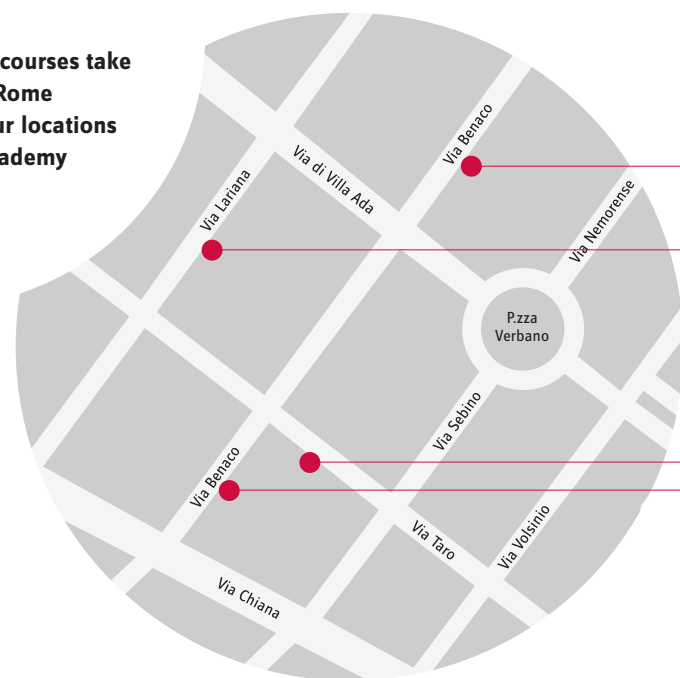 courses take
Rome
ur locations
ademy
Via Benaco
Via di Villa Ada
Via Lariana
Via Nemorense
P.zza
Verbano
Via Sebino
Via Benaco
Via Volsinio
Via Taro
Via Chiana